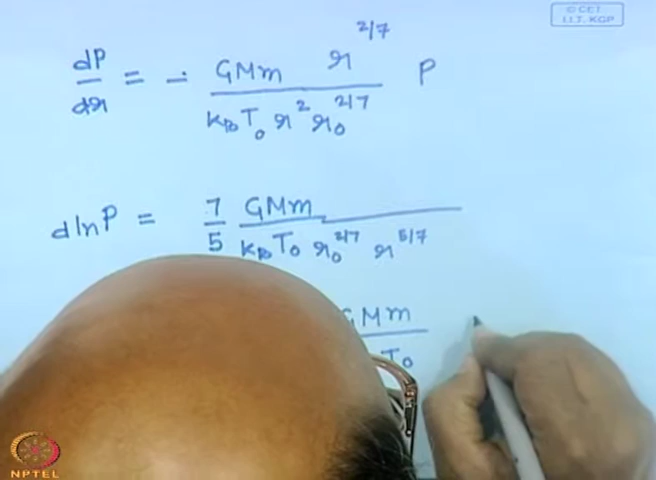 © CET
I.I.T. KGP
dP/dr = - GMm r^2/7 / k_B T_0 r^2 r_0^2/7 P
d ln P = 7/5 GMm / k_B T_0 r_0^2/7 r^5/7
GMm / T_0
NPTEL